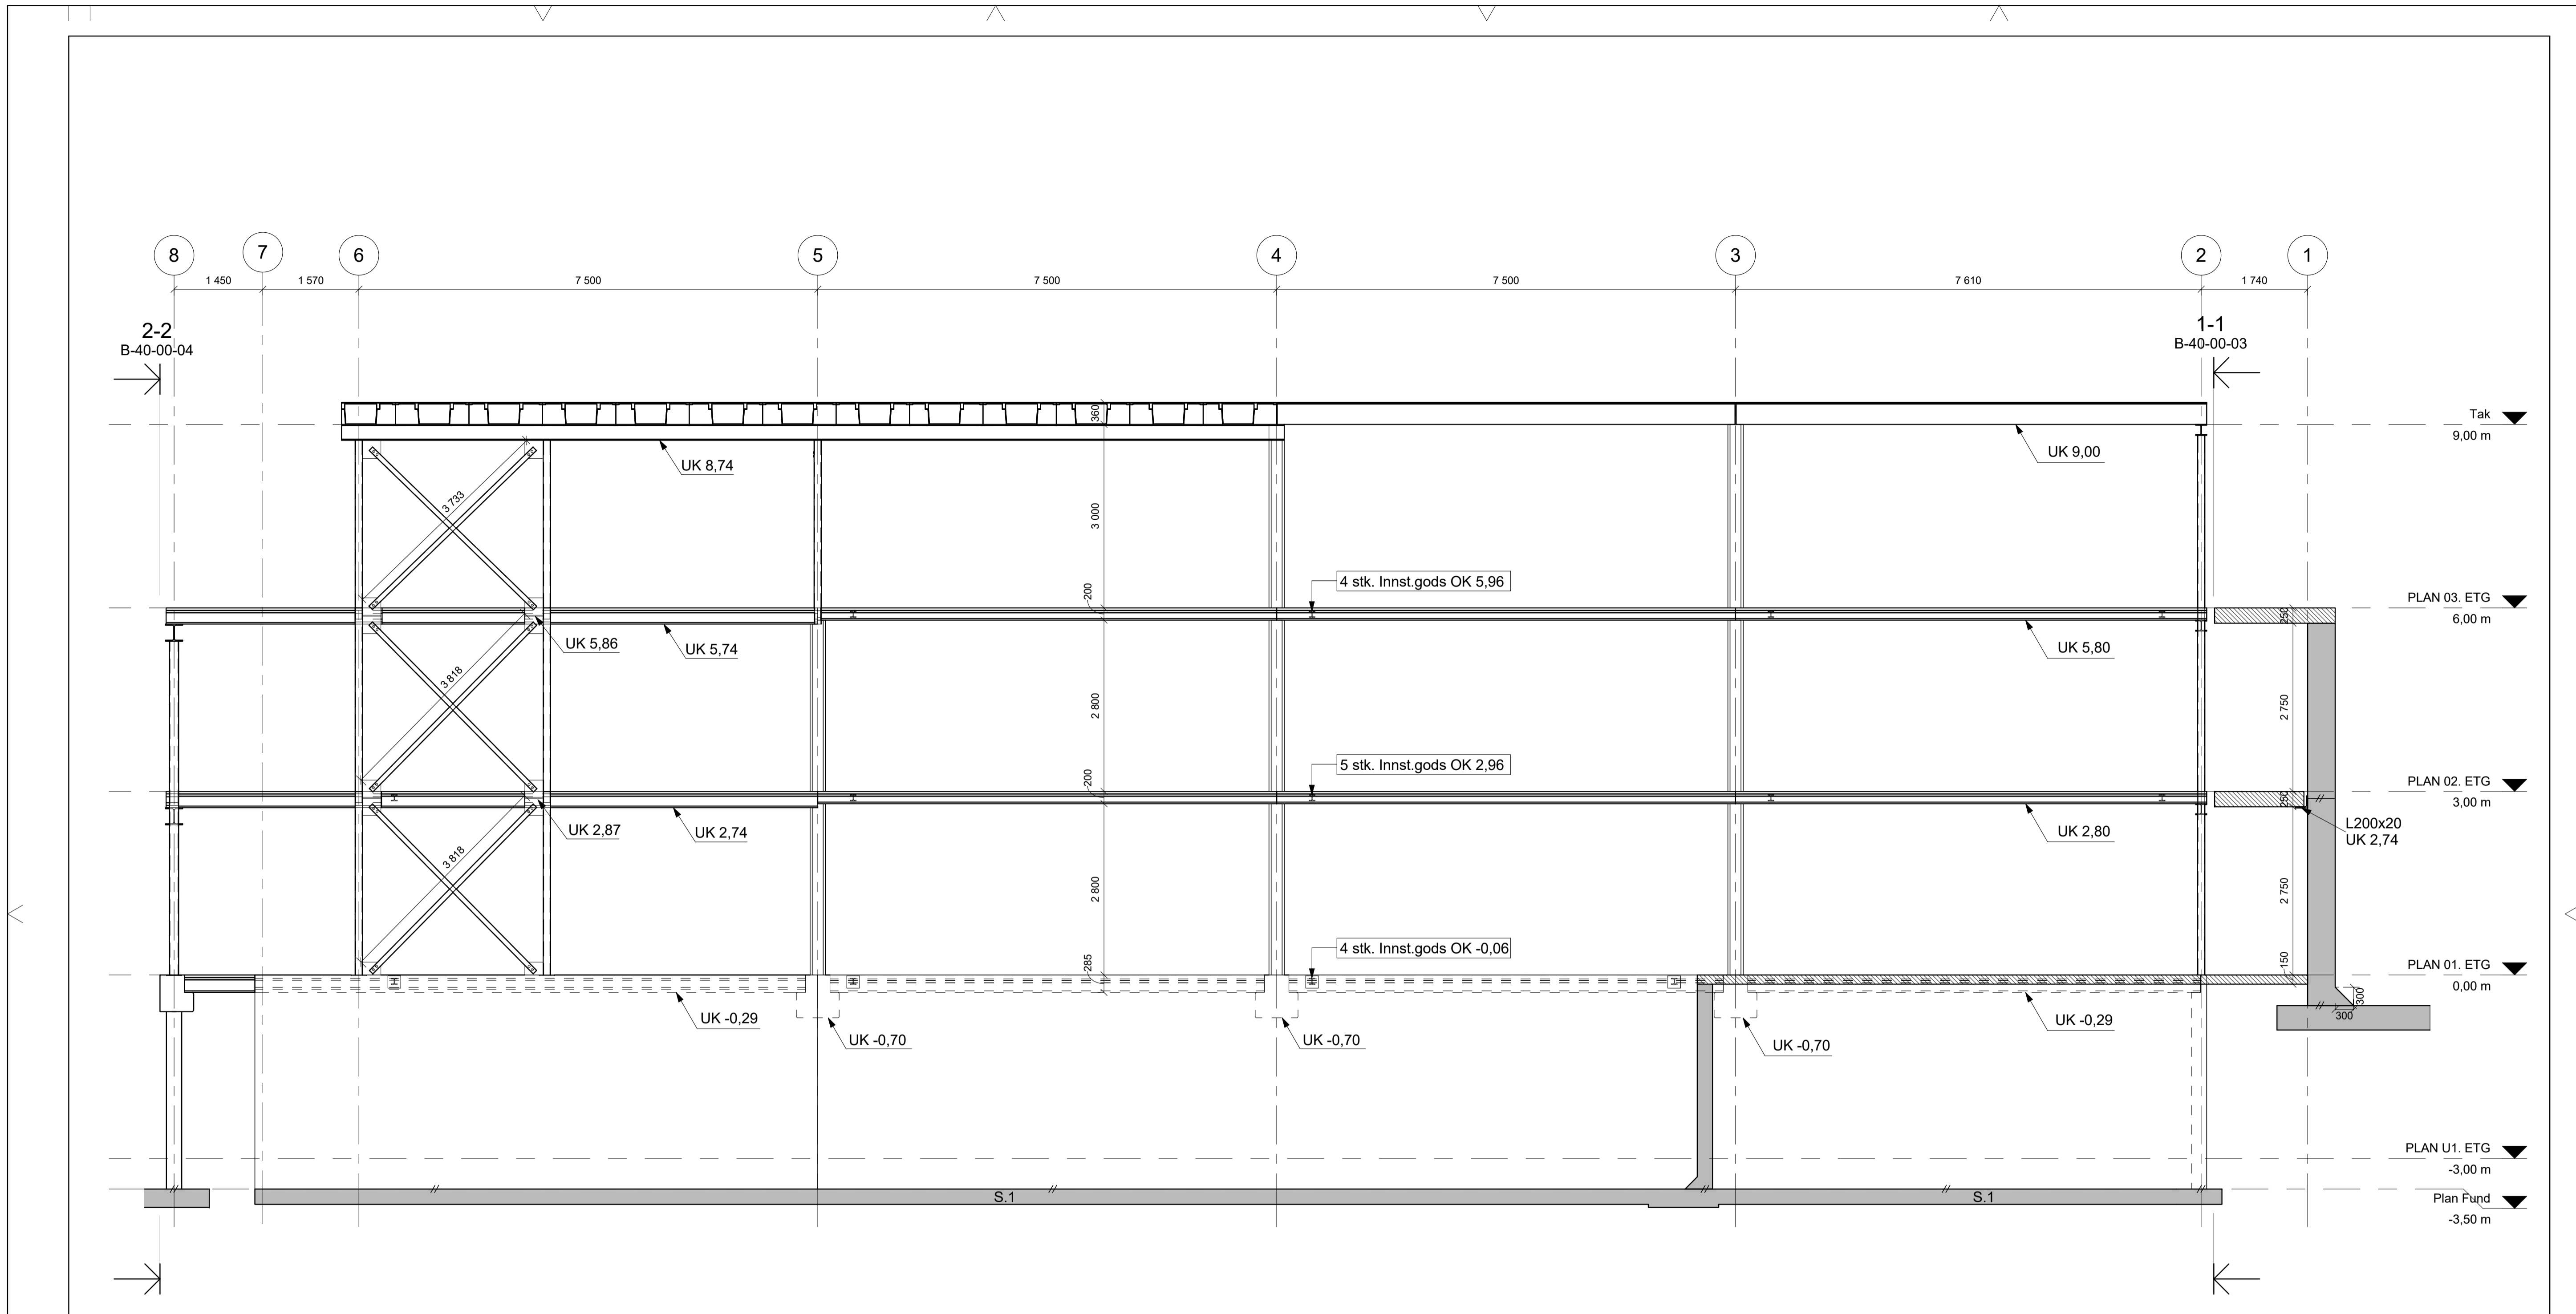 8
7
6
5
4
3
2
1
1 450
1 570
7 500
7 500
7 500
7 610
1 740
2-2
B-40-00-04
1-1
B-40-00-03
360
Tak
9,00 m
UK 8,74
UK 9,00
3 733
3 000
4 stk. Innst.gods OK 5,96
200
PLAN 03. ETG
6,00 m
250
UK 5,86
UK 5,74
UK 5,80
3 818
2 800
2 750
5 stk. Innst.gods OK 2,96
200
PLAN 02. ETG
3,00 m
250
UK 2,87
UK 2,74
UK 2,80
L200x20
UK 2,74
3 818
2 800
2 750
4 stk. Innst.gods OK -0,06
285
150
PLAN 01. ETG
0,00 m
300
300
UK -0,29
UK -0,70
UK -0,70
UK -0,70
UK -0,29
PLAN U1. ETG
-3,00 m
S.1
S.1
Plan Fund
-3,50 m